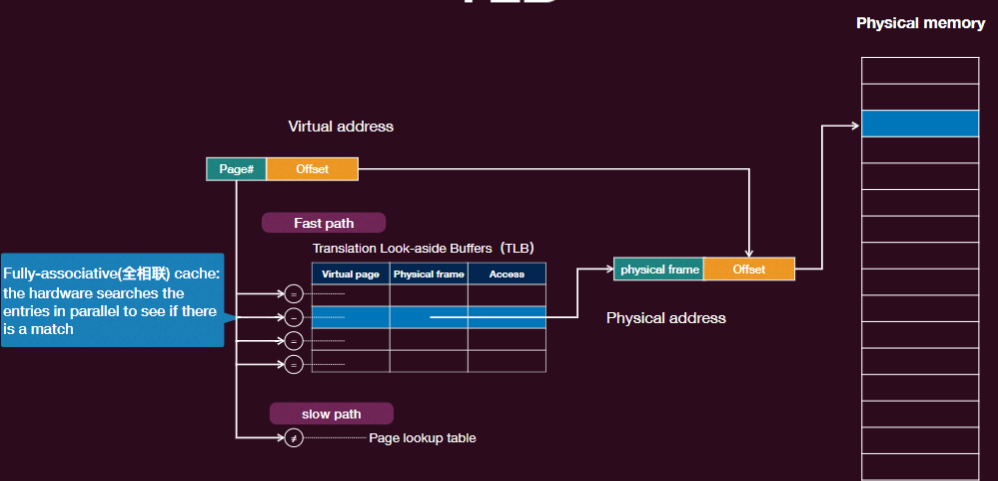 Physical memory
Virtual address
Page#
Offset
Fast path
Translation Look-aside Buffers（TLB）
Virtual page
Physical frame
Access
Fully-associative(全相联) cache:
the hardware searches the
entries in parallel to see if there
is a match
=
=
=
physical frame
Offset
Physical address
slow path
≠
Page lookup table